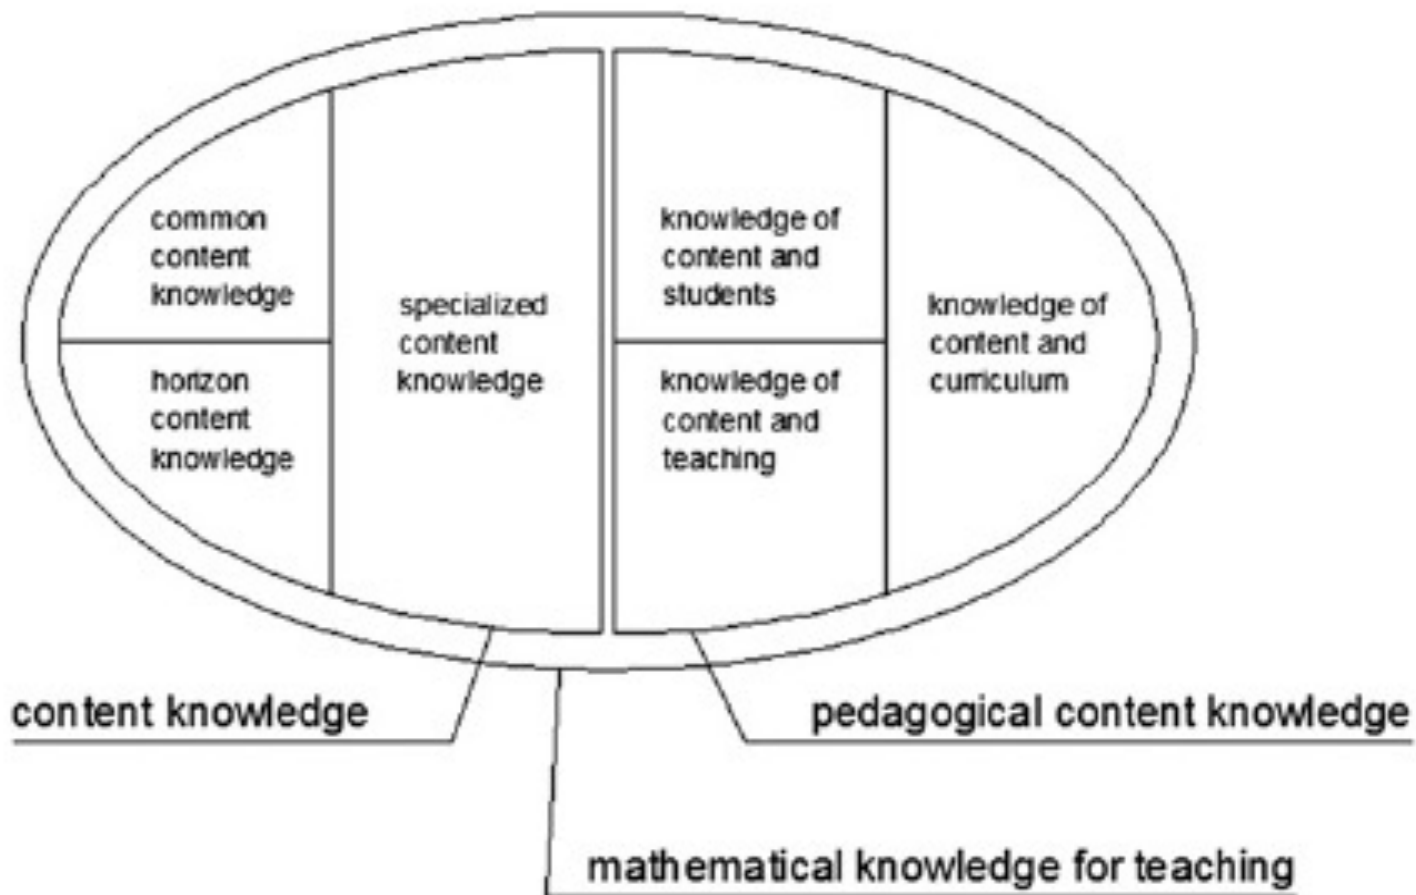 common
content
knowledge
horizon
content
knowledge
specialized
content
knowledge
knowledge of
content and
students
knowledge of
content and
teaching
knowledge of
content and
curriculum
content knowledge
pedagogical content knowledge
mathematical knowledge for teaching